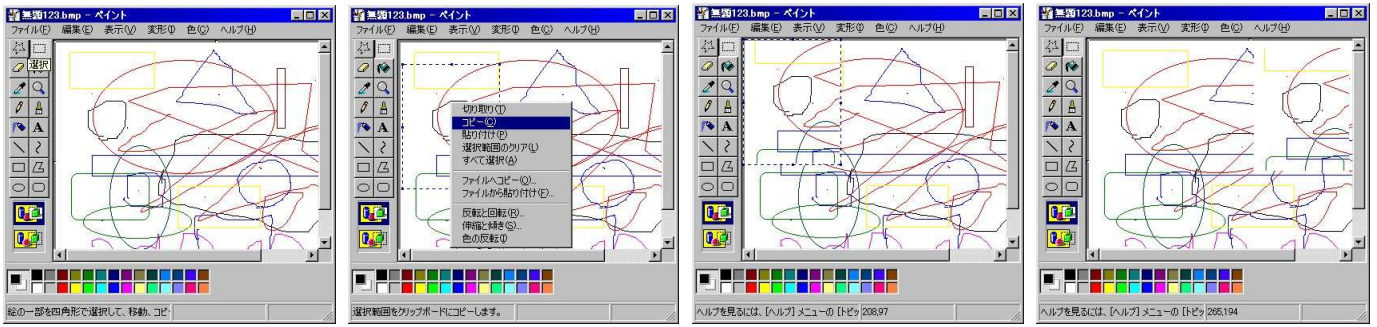 無題123.bmp - ペイント
ファイル(F) 編集(E) 表示(V) 変形(I) 色(C) ヘルプ(H)
選択
A
絵の一部を四角形で選択して、移動、コピ
無題123.bmp - ペイント
ファイル(F) 編集(E) 表示(V) 変形(I) 色(C) ヘルプ(H)
A
切り取り(T)
コピー(C)
貼り付け(P)
選択範囲のクリア(L)
すべて選択(A)
ファイルへコピー(O)...
ファイルから貼り付け(F)...
反転と回転(R)...
伸縮と傾き(S)...
色の反転(I)
選択範囲をクリップボードにコピーします。
無題123.bmp - ペイント
ファイル(F) 編集(E) 表示(V) 変形(I) 色(C) ヘルプ(H)
A
ヘルプを見るには、[ヘルプ] メニューの [トピッ 208,97
無題123.bmp - ペイント
ファイル(F) 編集(E) 表示(V) 変形(I) 色(C) ヘルプ(H)
A
ヘルプを見るには、[ヘルプ] メニューの [トピッ 265,194